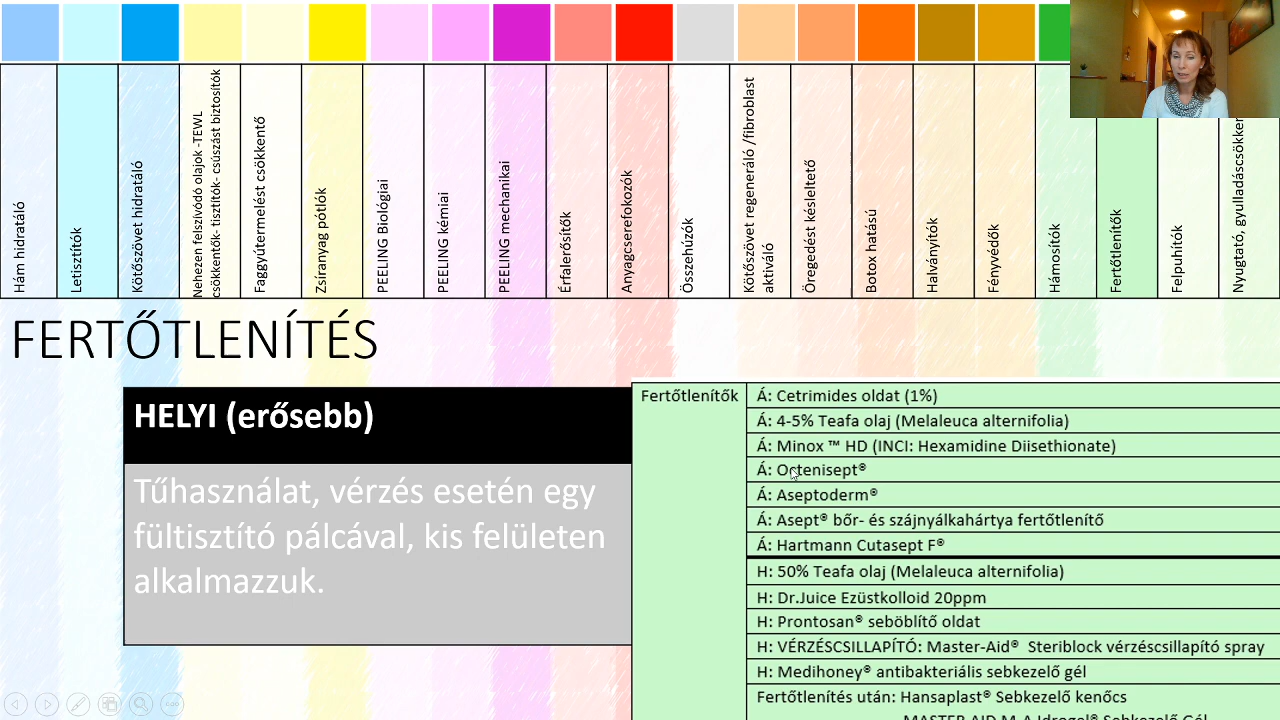 Hám hidratáló
Letisztítók
Kötőszövet hidratáló
Nehezen felszívódó olajok -TEWL
csökkentők- tisztítók- csúszást biztosítók
Faggyútermelést csökkentő
Zsíranyag pótlók
PEELING Biológiai
PEELING kémiai
PEELING mechanikai
Érfalerősítők
Anyagcserefokozók
Összehúzók
Kötőszövet regeneráló /fibroblast
aktiváló
Öregedést késleltető
Botox hatású
Halványítók
Fényvédők
Hámosítók
Fertőtlenítők
Felpuhítók
Nyugtató, gyulladáscsökken
FERTŐTLENÍTÉS
HELYI (erősebb)
Tűhasználat, vérzés esetén egy
fültisztító pálcával, kis felületen
alkalmazzuk.
Fertőtlenítők
Á: Cetrimides oldat (1%)
Á: 4-5% Teafa olaj (Melaleuca alternifolia)
Á: Minox ™ HD (INCI: Hexamidine Diisethionate)
Á: Octenisept®
Á: Aseptoderm®
Á: Asept® bőr- és szájnyálkahártya fertőtlenítő
Á: Hartmann Cutasept F®
H: 50% Teafa olaj (Melaleuca alternifolia)
H: Dr.Juice Ezüstkolloid 20ppm
H: Prontosan® seböblítő oldat
H: VÉRZÉSCSILLAPÍTÓ: Master-Aid® Steriblock vérzéscsillapító spray
H: Medihoney® antibakteriális sebkezelő gél
Fertőtlenítés után: Hansaplast® Sebkezelő kenőcs
MASTER AID M-A Idrogel® Sebkezelő Gél